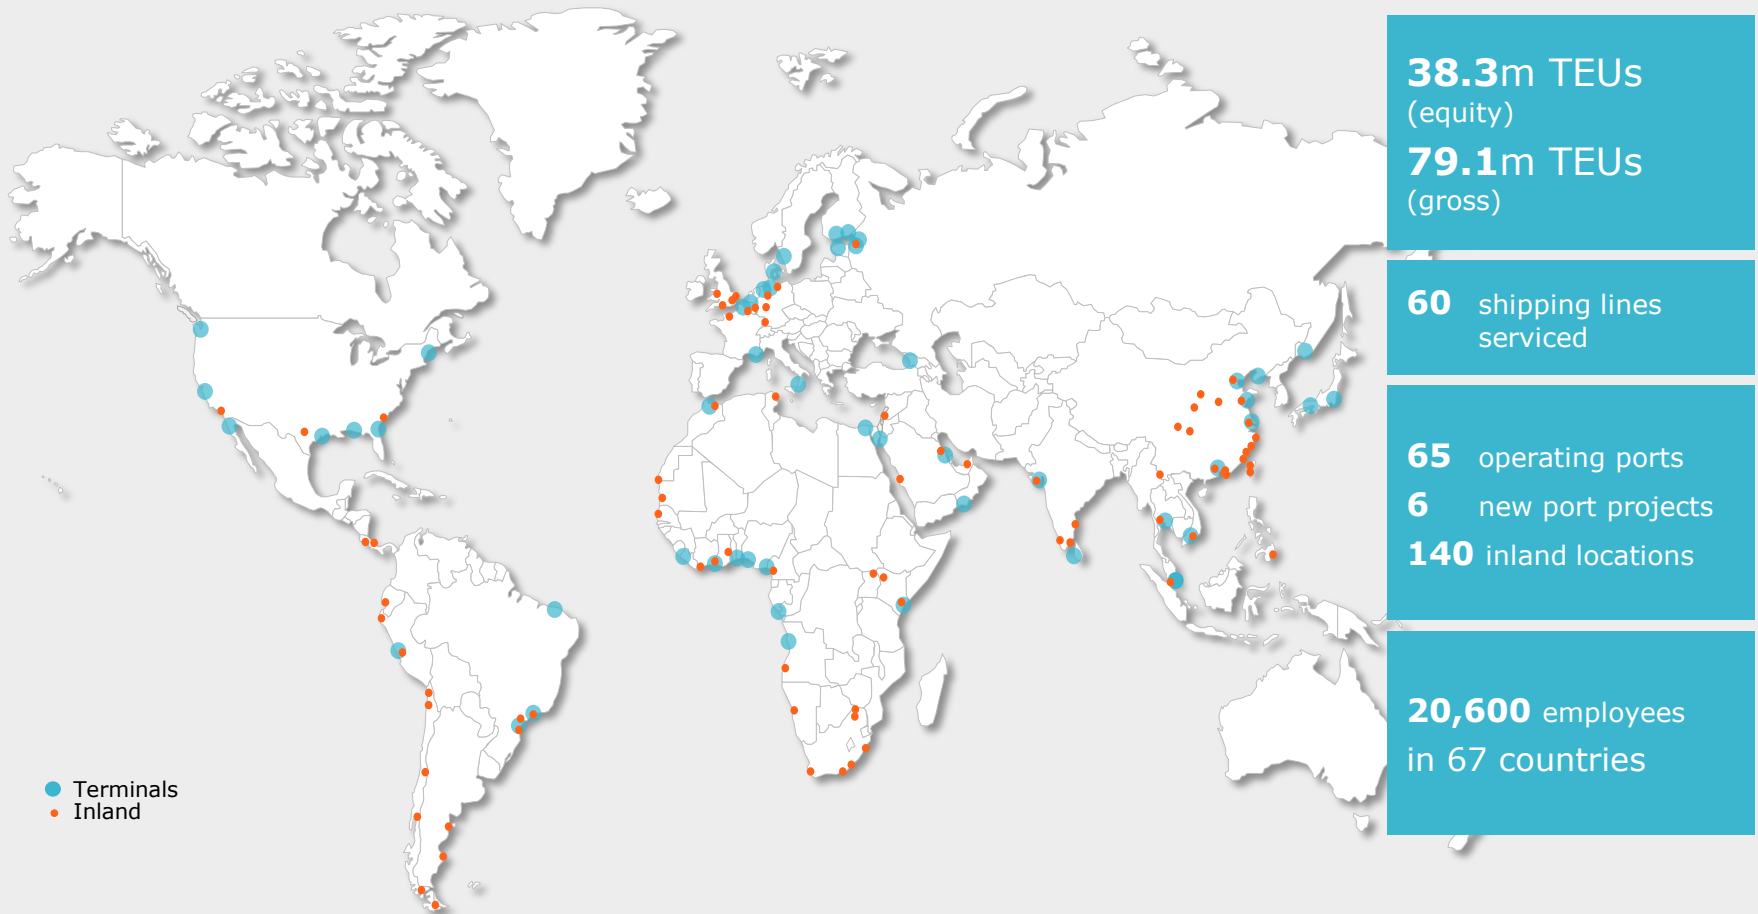 38.3m TEUs
(equity)
79.1m TEUs
(gross)
60 shipping lines
serviced
65 operating ports
6 new port projects
140 inland locations
20,600 employees
in 67 countries
Terminals
Inland